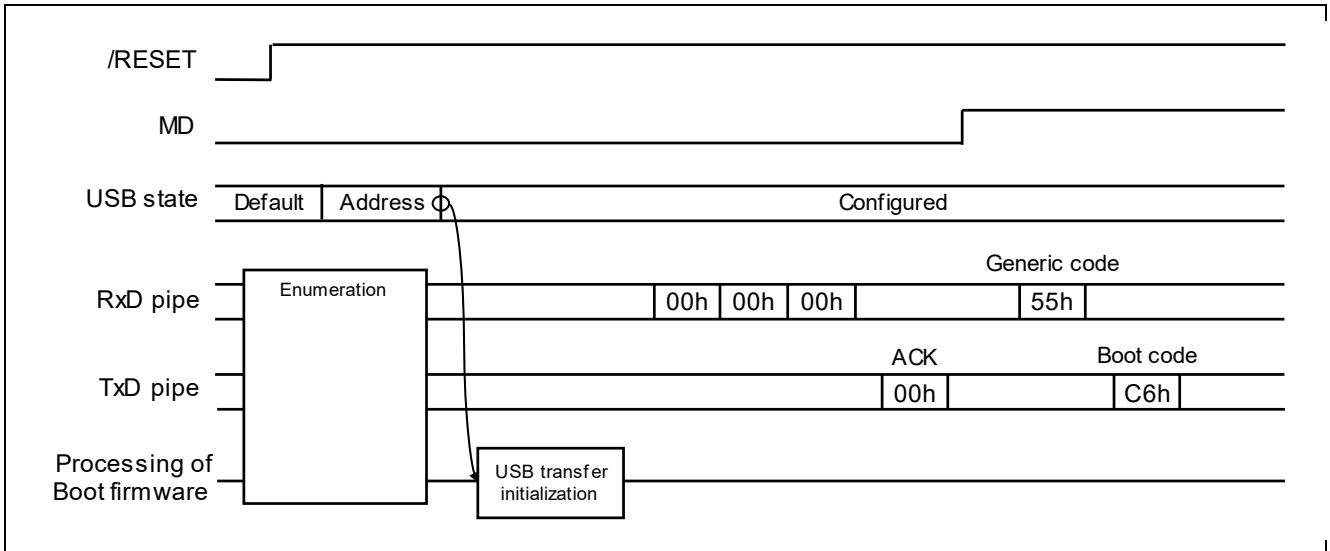 /RESET
MD
USB state
Default
Address
Configured
Generic code
RxD pipe
Enumeration
00h
00h
00h
55h
ACK
Boot code
TxD pipe
00h
C6h
Processing of
Boot firmware
USB transfer
initialization